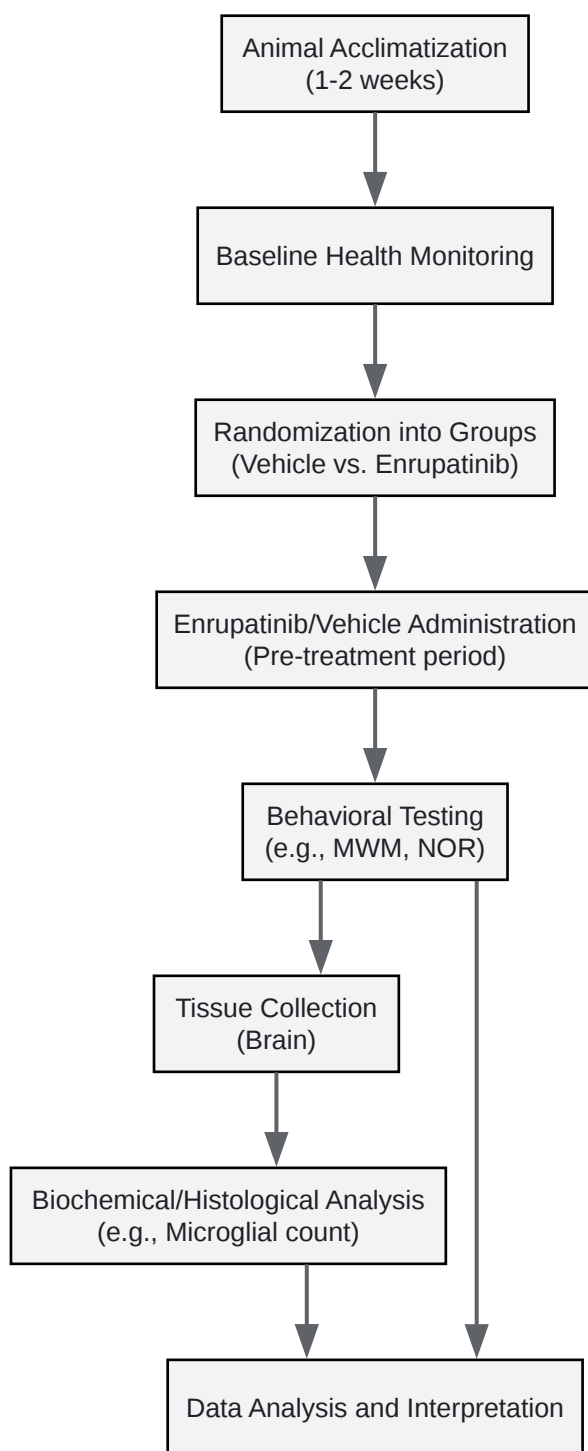 Animal Acclimatization
(1-2 weeks)
Baseline Health Monitoring
Randomization into Groups
(Vehicle vs. Enrupatinib)
Enrupatinib/Vehicle Administration
(Pre-treatment period)
Behavioral Testing
(e.g., MWM, NOR)
Tissue Collection
(Brain)
Biochemical/Histological Analysis
(e.g., Microglial count)
Data Analysis and Interpretation